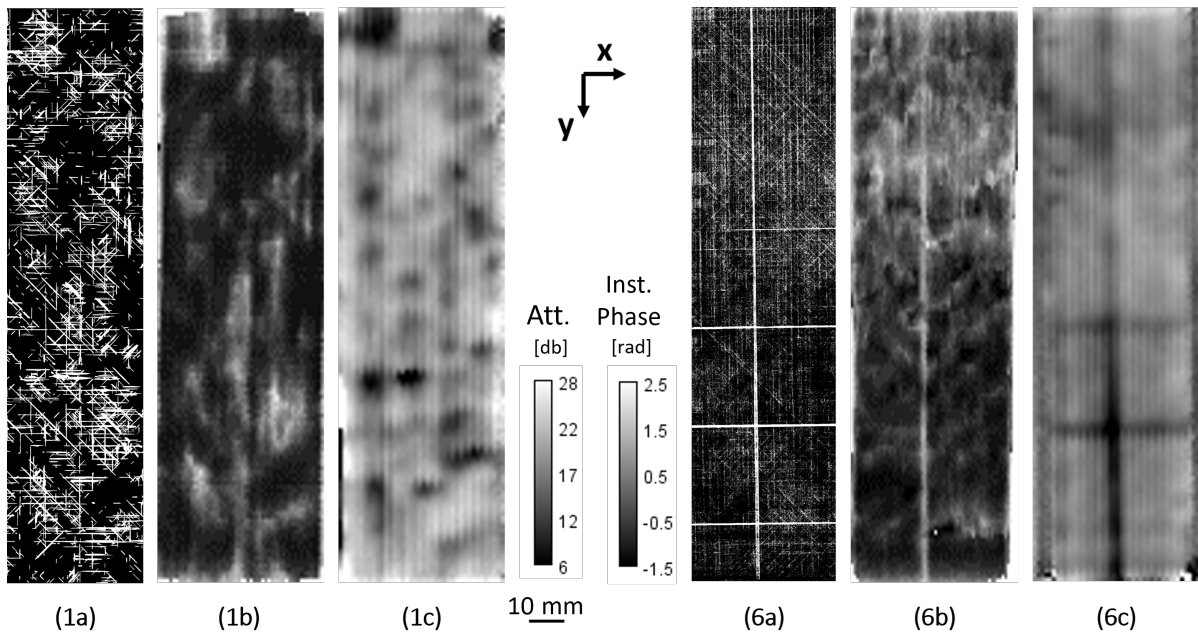 x
y
Att.
[db]
28
22
17
12
6
Inst.
Phase
[rad]
2.5
1.5
0.5
-0.5
-1.5
(1a)
(1b)
(1c)
10 mm
(6a)
(6b)
(6c)